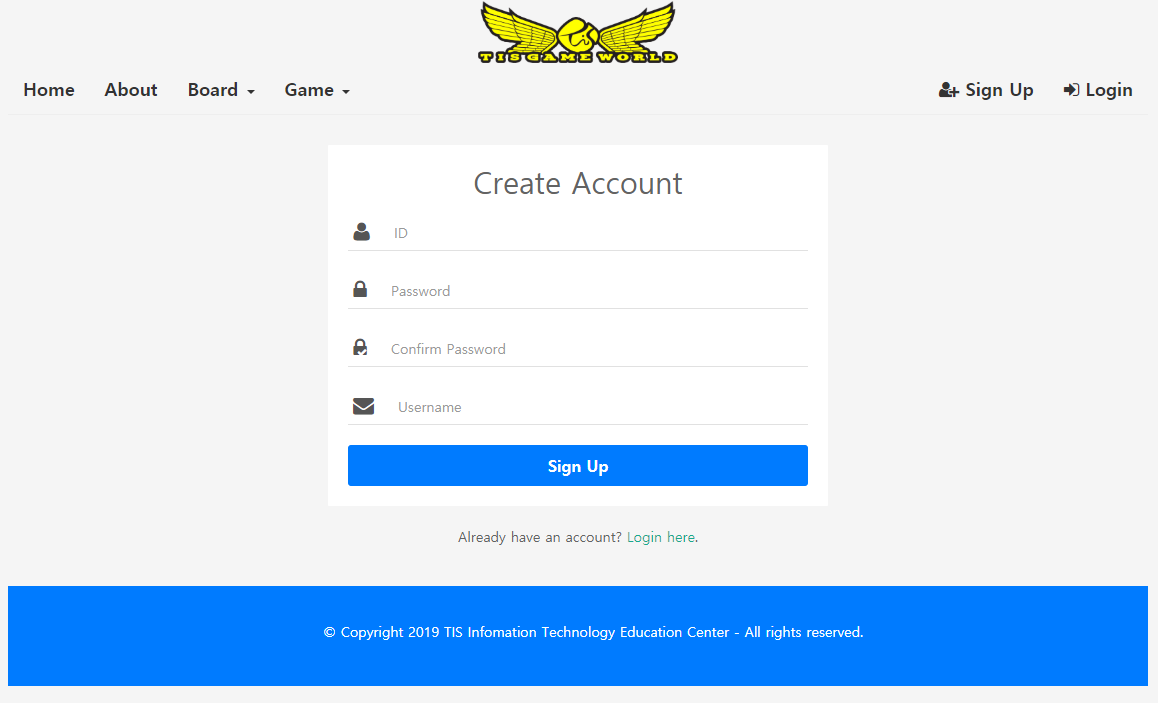 TIS GAME WORLD
Home About Board Game Sign Up Login
Create Account
ID
Password
Confirm Password
Username
Sign Up
Already have an account? Login here.
© Copyright 2019 TIS Infomation Technology Education Center - All rights reserved.